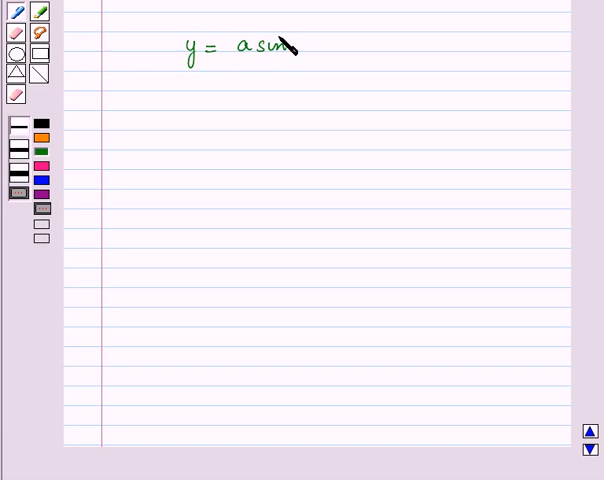 y = a sin